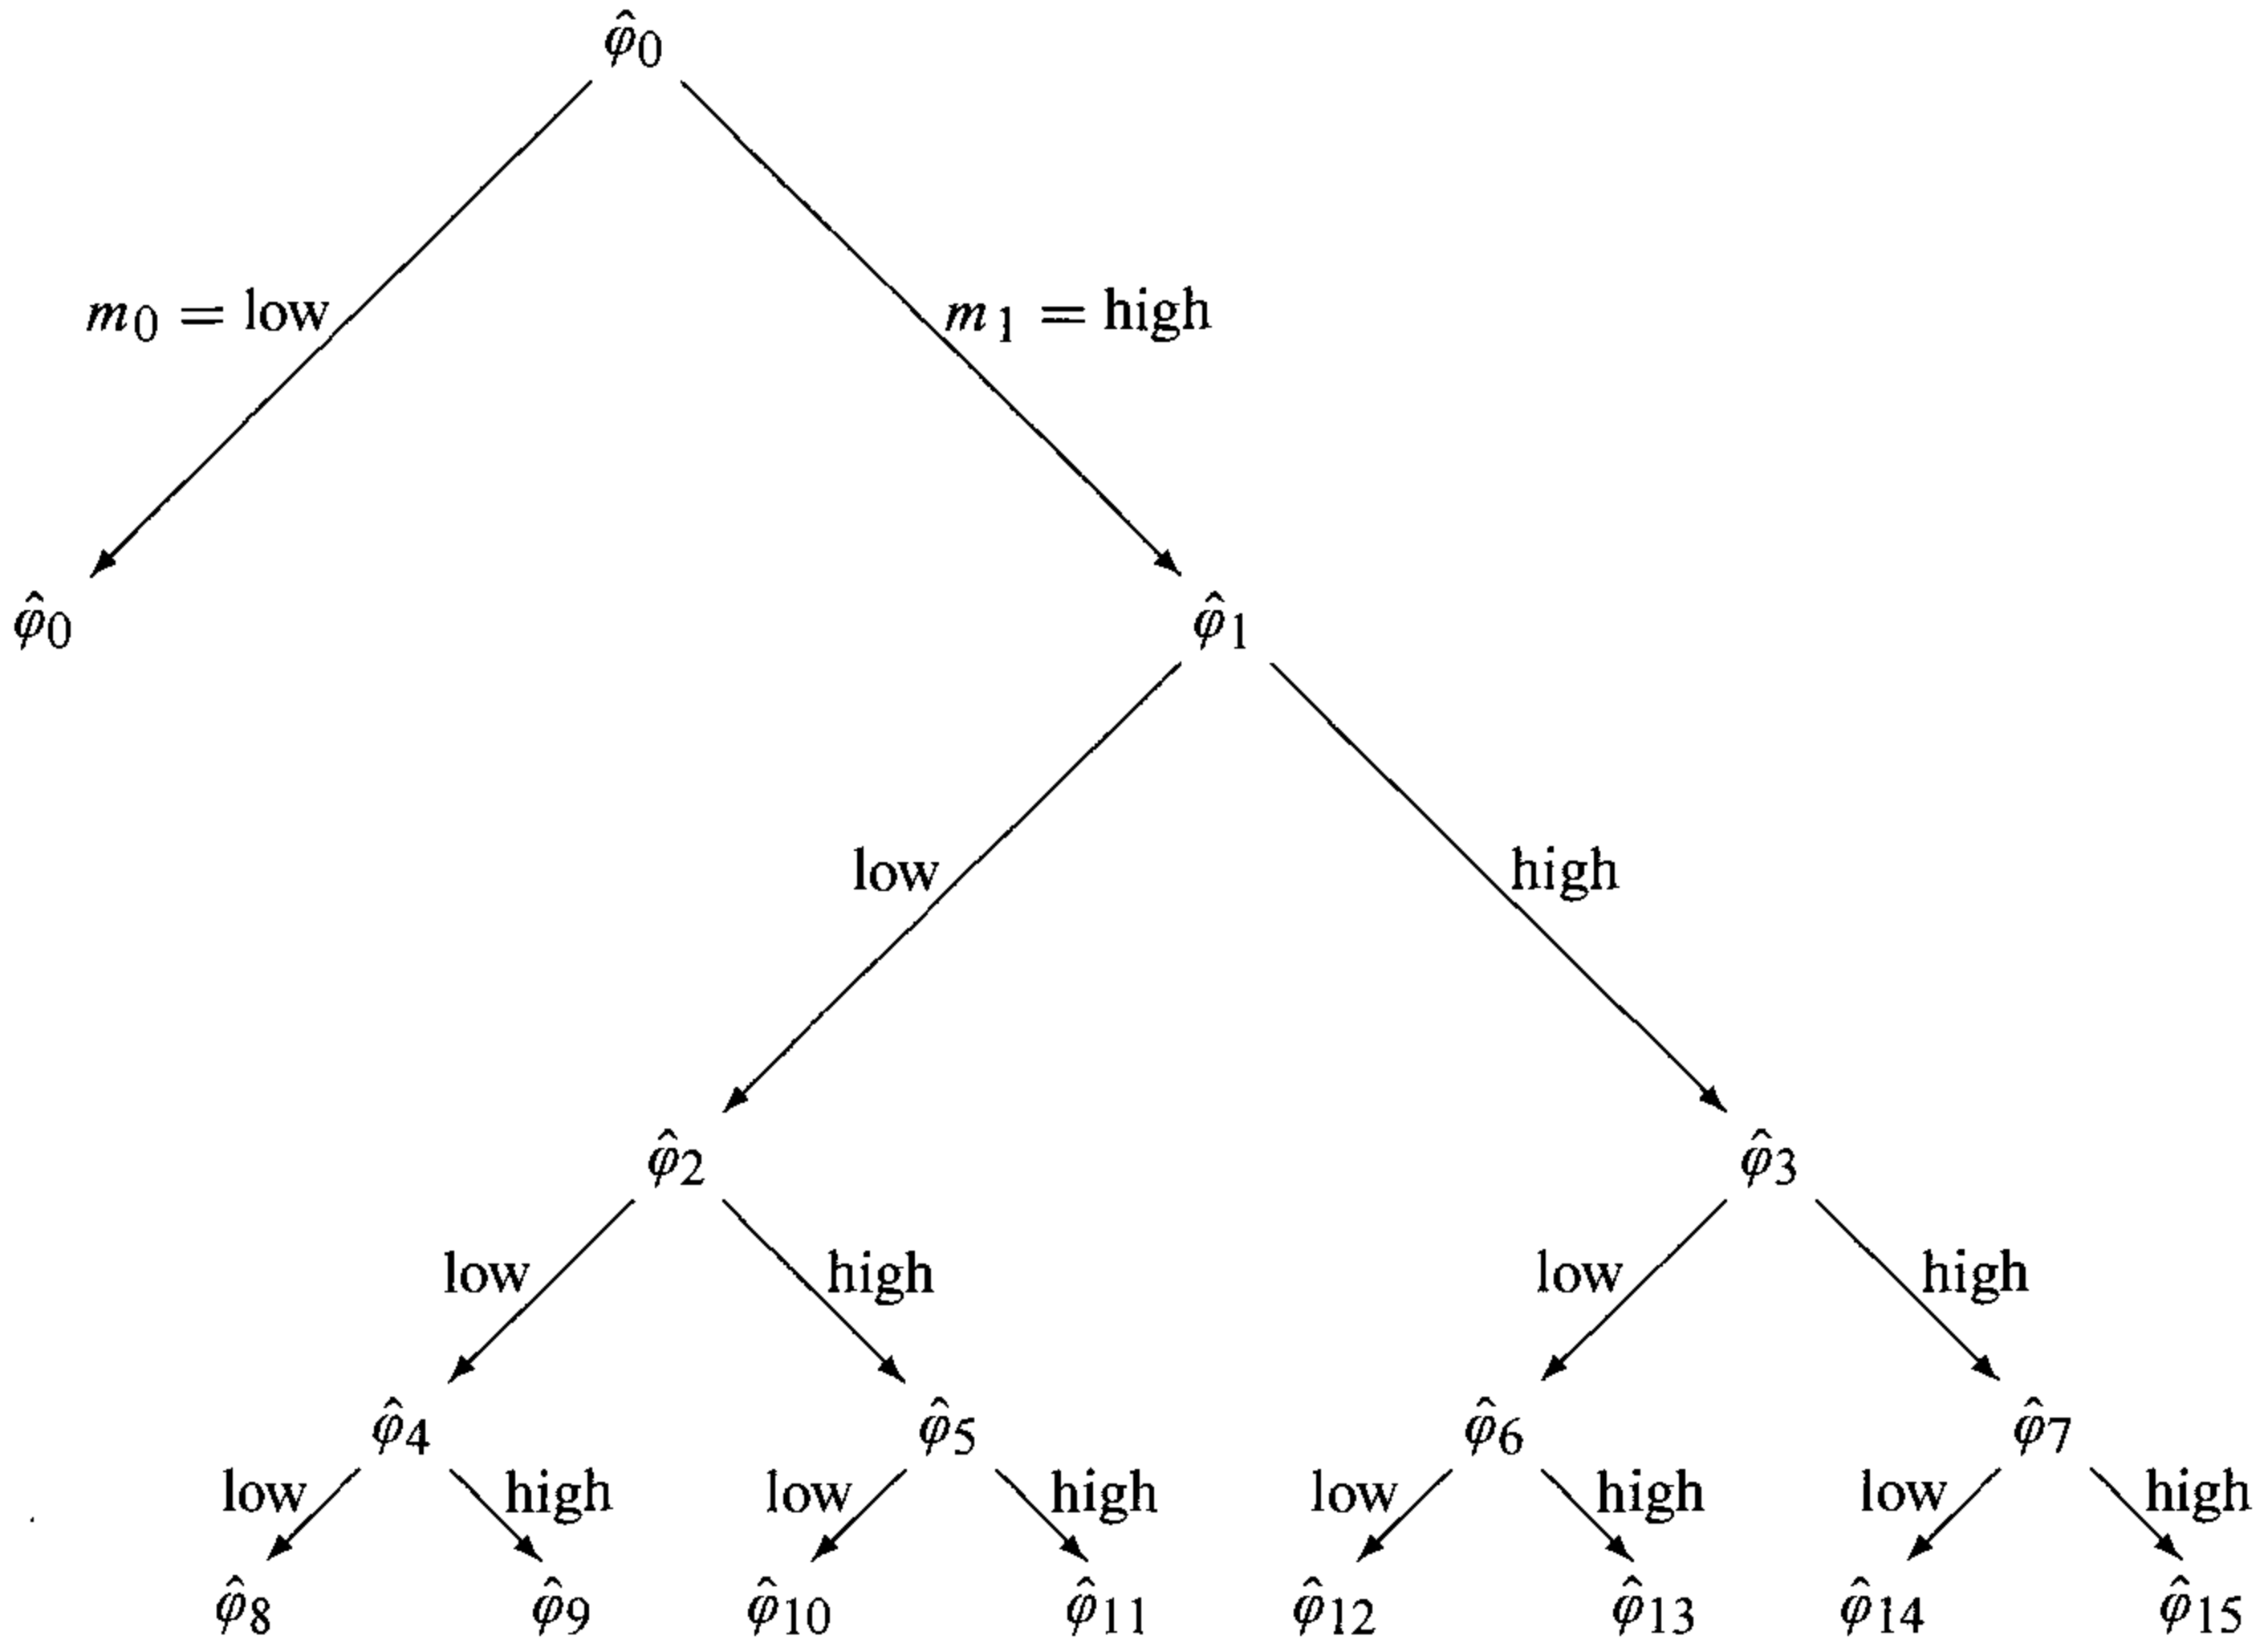 φ̂0
m0 = low m1 = high
φ̂0 φ̂1
low high
φ̂2 φ̂3
low high low high
φ̂4 φ̂5 φ̂6 φ̂7
low high low high low high low high
φ̂8 φ̂9 φ̂10 φ̂11 φ̂12 φ̂13 φ̂14 φ̂15